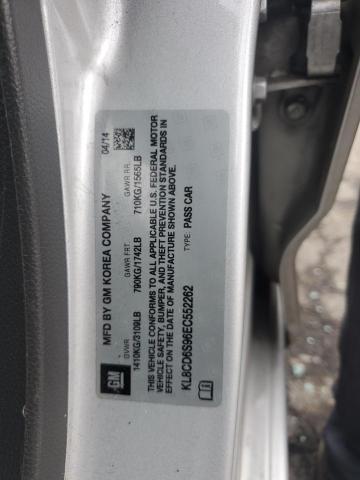 MFD BY GM KOREA COMPANY 04/14
GVWR GAWR FRT. GAWR RR.
1410KG/3109LB 790KG/1742LB 710KG/1565LB
GM
THIS VEHICLE CONFORMS TO ALL APPLICABLE U.S. FEDERAL MOTOR
VEHICLE SAFETY, BUMPER, AND THEFT PREVENTION STANDARDS IN
EFFECT ON THE DATE OF MANUFACTURE SHOWN ABOVE.
TYPE: PASS CAR
KL8CD6S96EC552262